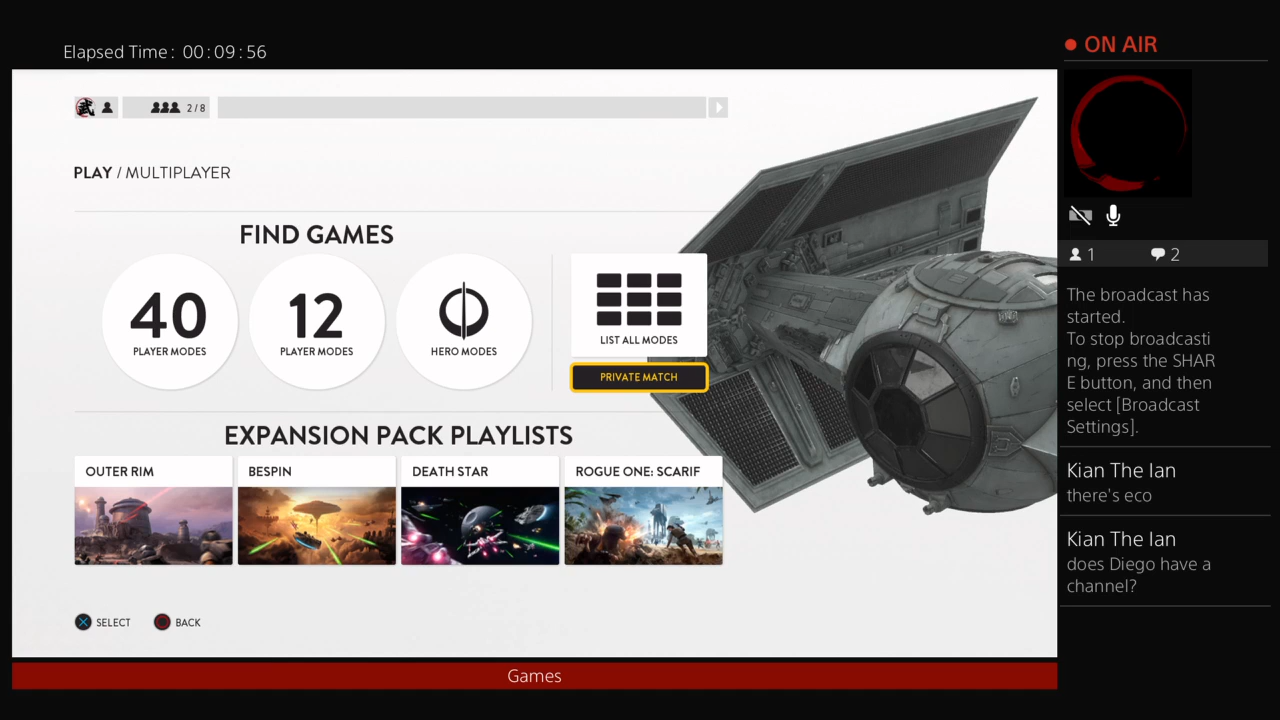 Elapsed Time: 00:09:56
ON AIR
2/8
PLAY / MULTIPLAYER
FIND GAMES
40
PLAYER MODES
12
PLAYER MODES
HERO MODES
LIST ALL MODES
PRIVATE MATCH
EXPANSION PACK PLAYLISTS
OUTER RIM
BESPIN
DEATH STAR
ROGUE ONE: SCARIF
SELECT
BACK
Games
1
2
The broadcast has
started.
To stop broadcasti
ng, press the SHAR
E button, and then
select [Broadcast
Settings].
Kian The Ian
there's eco
Kian The Ian
does Diego have a
channel?